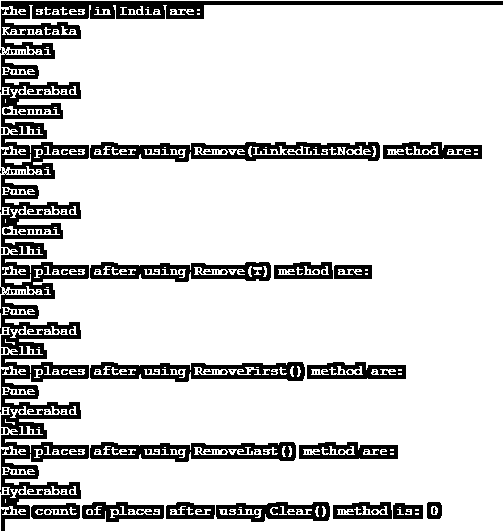 The states in India are:
Karnataka
Mumbai
Pune
Hyderabad
Chennai
Delhi
The places after using Remove(LinkedListNode) method are:
Mumbai
Pune
Hyderabad
Chennai
Delhi
The places after using Remove(T) method are:
Mumbai
Pune
Hyderabad
Delhi
The places after using RemoveFirst() method are:
Pune
Hyderabad
Delhi
The places after using RemoveLast() method are:
Pune
Hyderabad
The count of places after using Clear() method is: 0